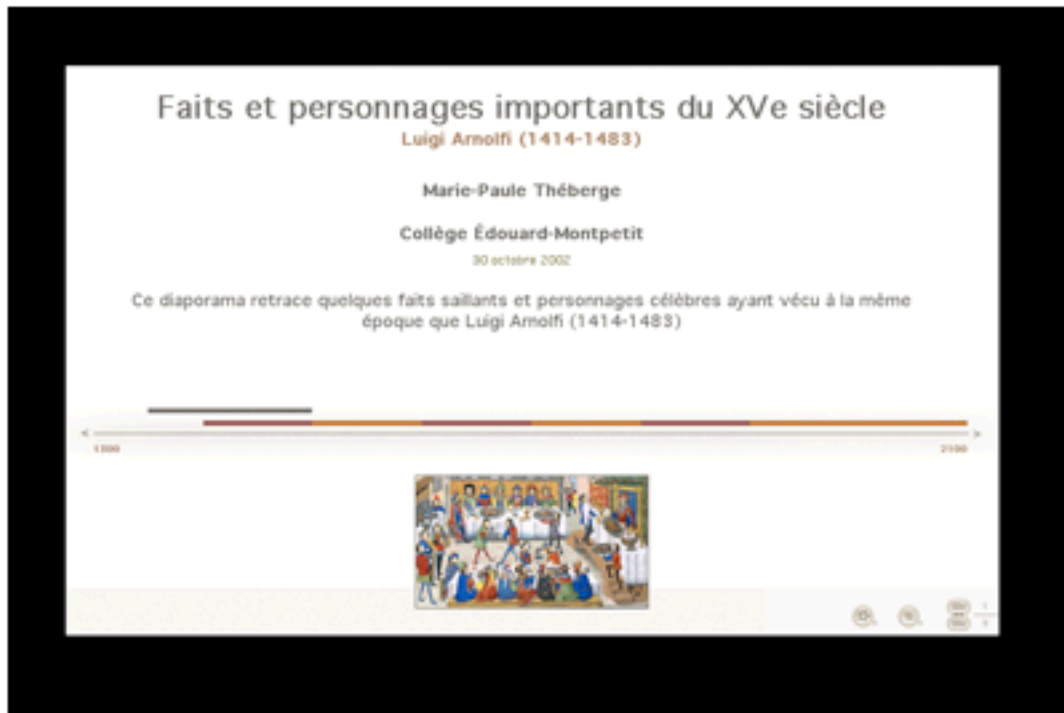 Faits et personnages importants du XVe siècle
Luigi Arnolfi (1414-1483)
Marie-Paule Théberge
Collège Édouard-Montpetit
30 octobre 2002
Ce diaporama retrace quelques faits saillants et personnages célèbres ayant vécu à la même
époque que Luigi Arnolfi (1414-1483)
1300
2100